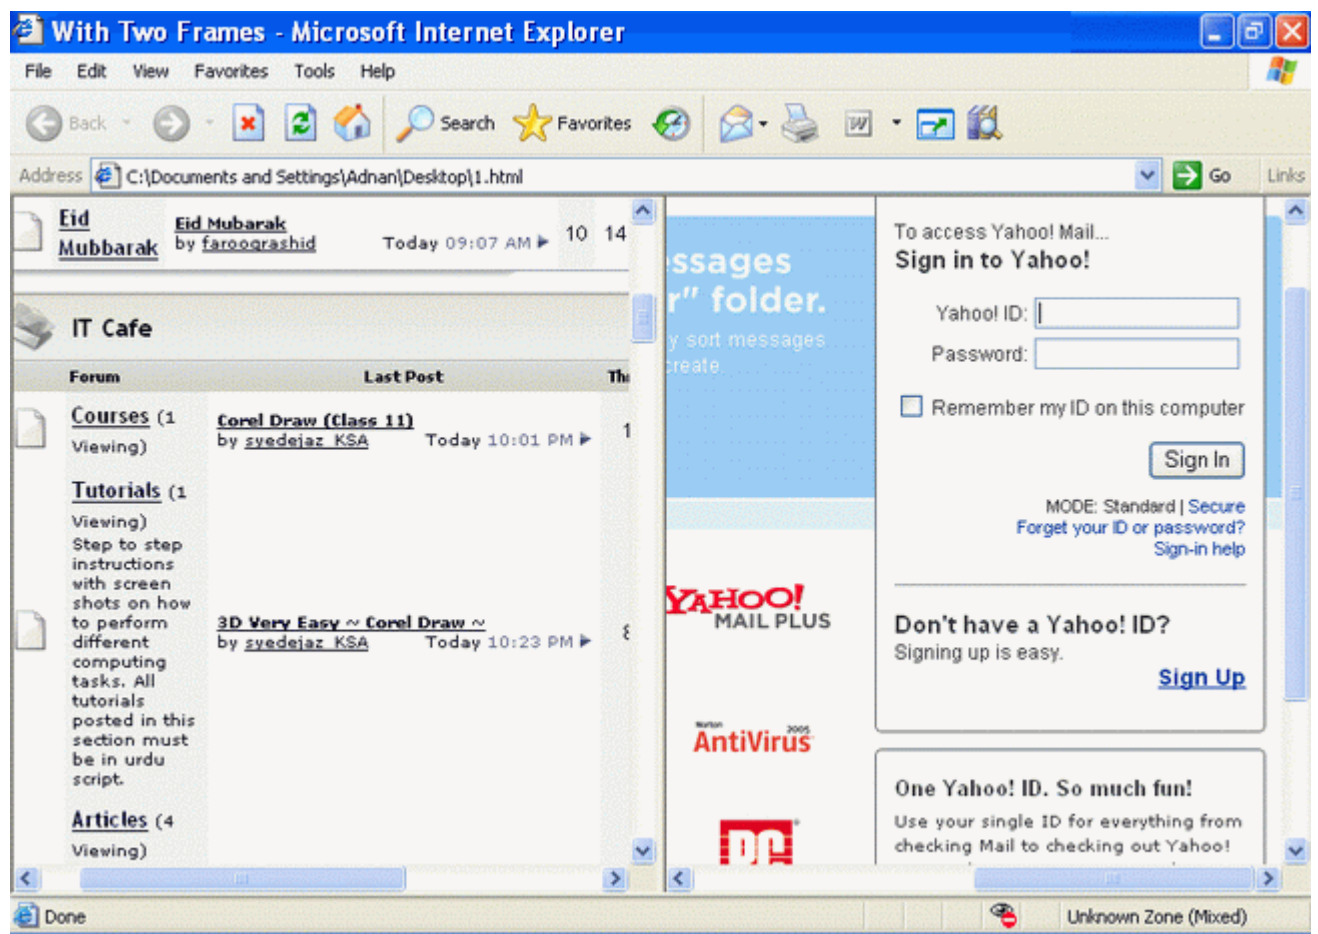 With Two Frames - Microsoft Internet Explorer
File Edit View Favorites Tools Help
Back Search Favorites
Address C:\Documents and Settings\Adnan\Desktop\1.html Go Links
Eid Mubbarak
Eid Mubarak
by farooqrashid Today 09:07 AM
10 14
IT Cafe
Forum Last Post
Courses (1
Viewing)
Corel Draw (Class 11)
by syedejaz_KSA Today 10:01 PM
1
Tutorials (1
Viewing)
Step to step
instructions
with screen
shots on how
to perform
different
computing
tasks. All
tutorials
posted in this
section must
be in urdu
script.
3D Very Easy ~ Corel Draw ~
by syedejaz_KSA Today 10:23 PM
Articles (4
Viewing)
ssages
r" folder.
y sort messages
create.
YAHOO!
MAIL PLUS
Norton
AntiVirus 2005
PC
To access Yahoo! Mail...
Sign in to Yahoo!
Yahoo! ID:
Password:
Remember my ID on this computer
Sign In
MODE: Standard | Secure
Forget your ID or password?
Sign-in help
Don't have a Yahoo! ID?
Signing up is easy.
Sign Up
One Yahoo! ID. So much fun!
Use your single ID for everything from
checking Mail to checking out Yahoo!
Done Unknown Zone (Mixed)